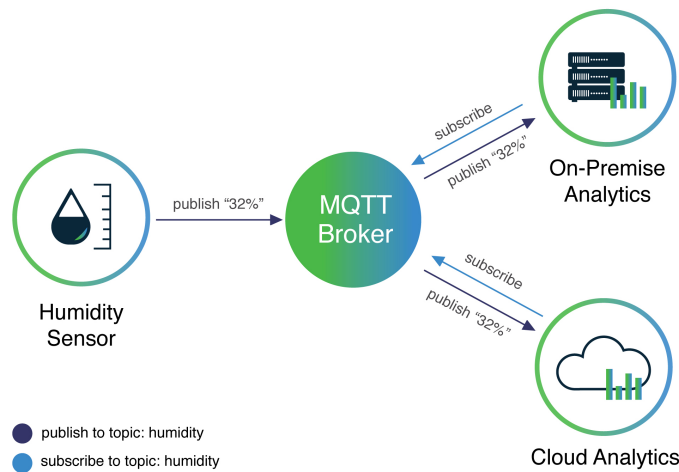 subscribe
publish “32%”
On-Premise
Analytics
publish “32%”
MQTT
Broker
subscribe
publish “32%”
Humidity
Sensor
publish to topic: humidity
subscribe to topic: humidity
Cloud Analytics